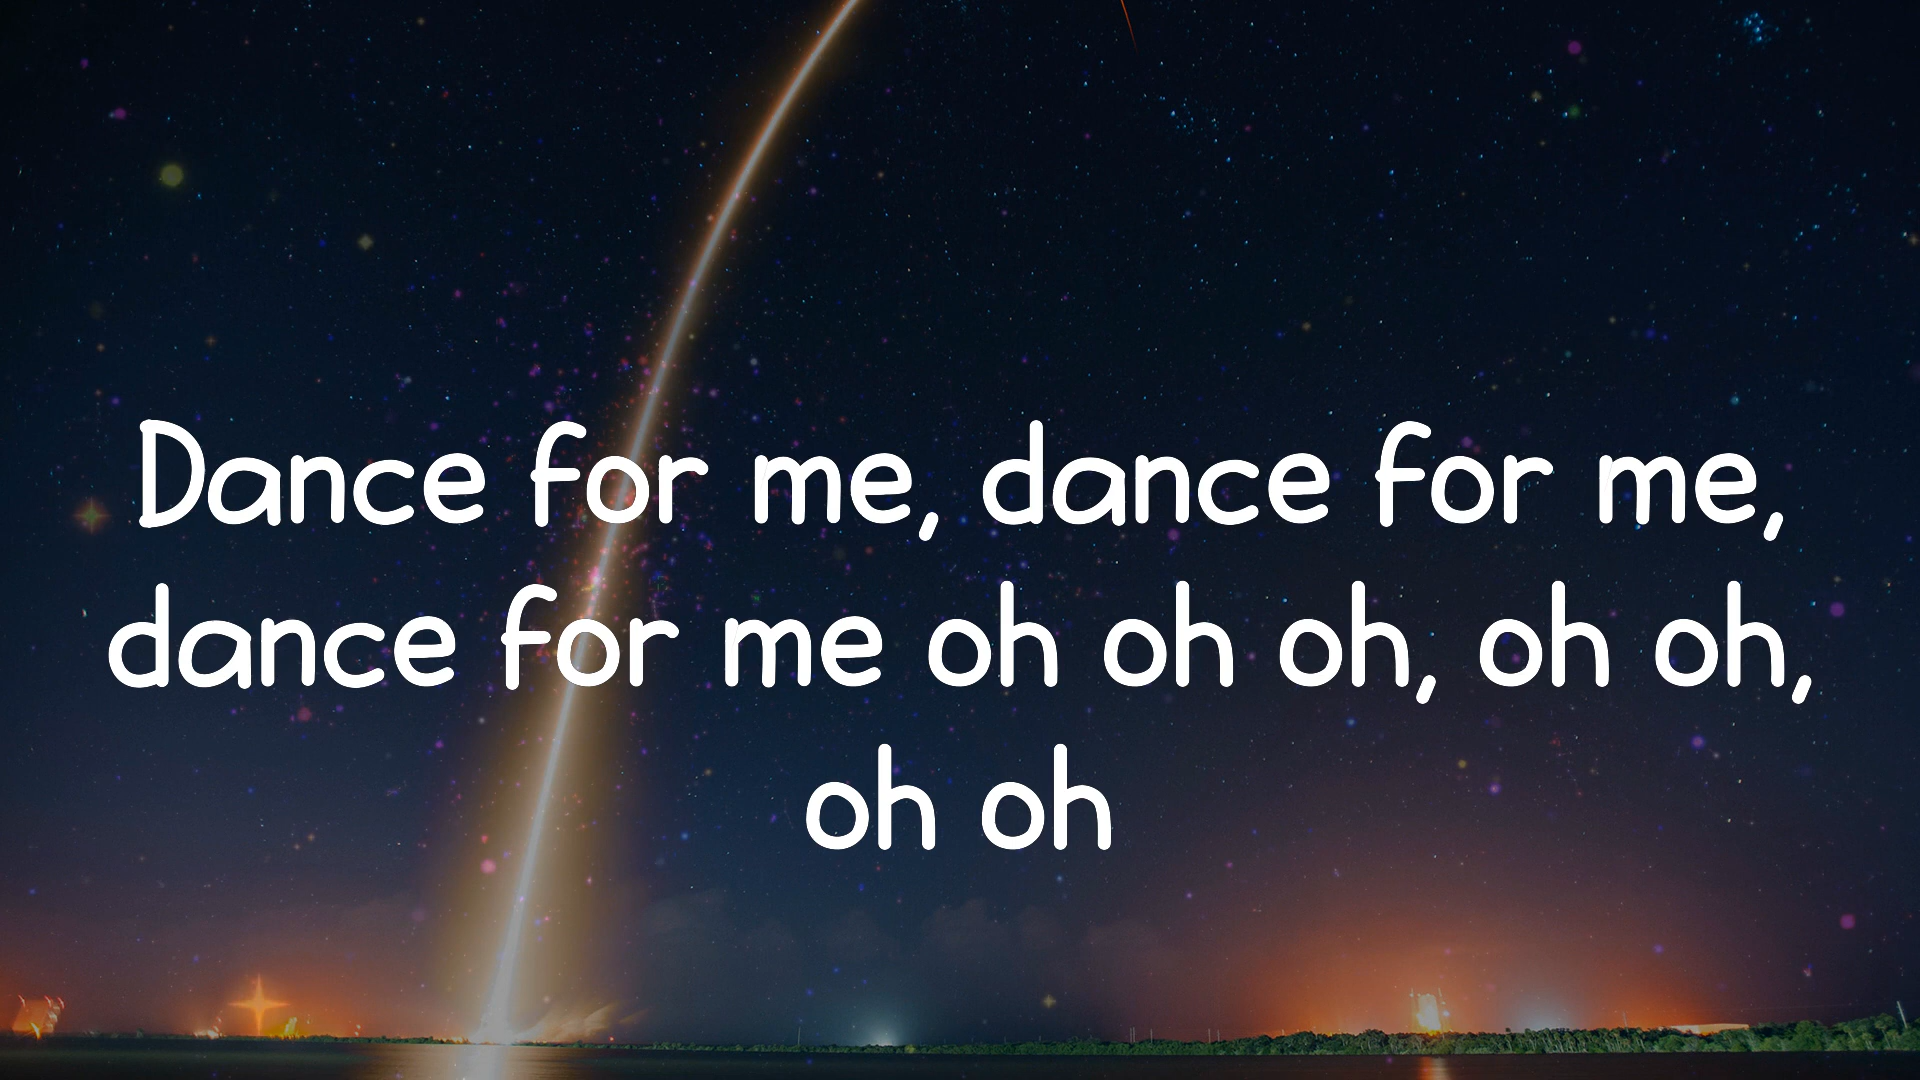 Dance for me, dance for me,
dance for me oh oh oh, oh oh,
oh oh